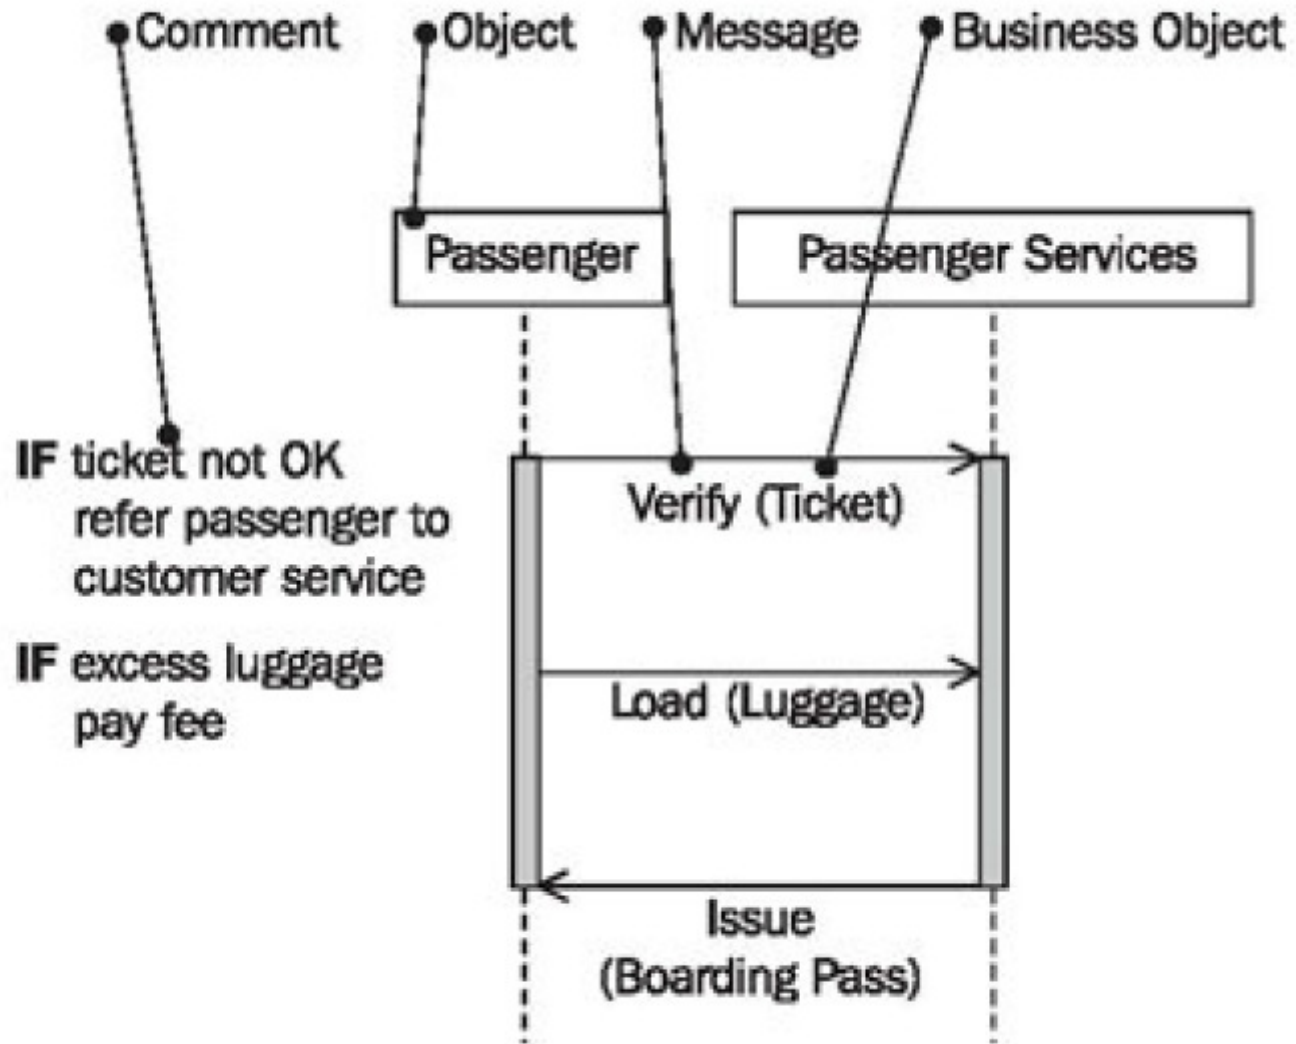 Comment
Object
Message
Business Object
Passenger
Passenger Services
IF ticket not OK
refer passenger to
customer service
Verify (Ticket)
IF excess luggage
pay fee
Load (Luggage)
Issue
(Boarding Pass)